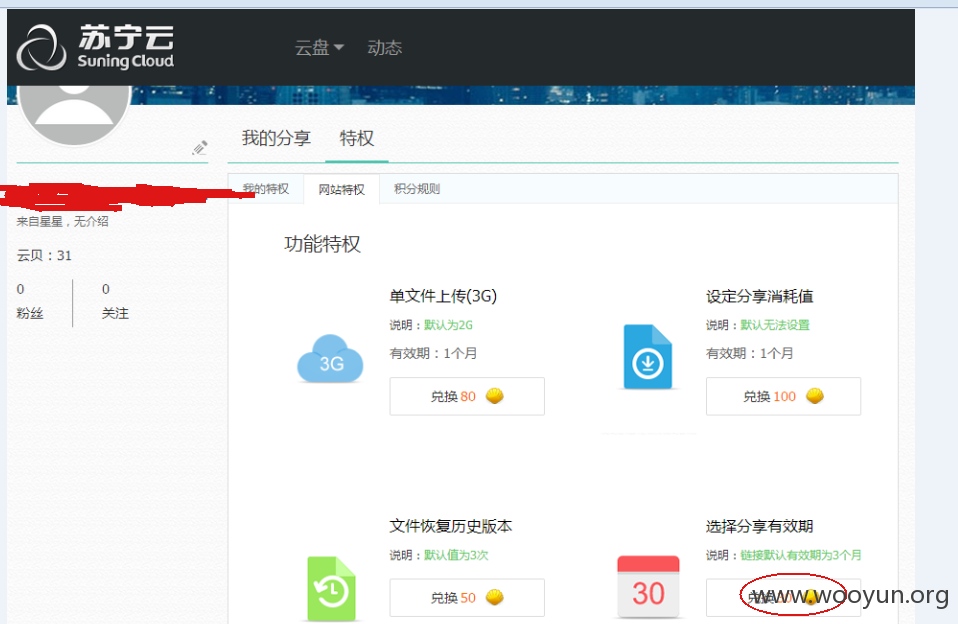 苏宁云
Suning Cloud
云盘 动态
我的分享 特权
我的特权 网站特权 积分规则
来自星星，无介绍
云贝：31
0 0
粉丝 关注
功能特权
单文件上传(3G)
说明：默认为2G
有效期：1个月
3G
兑换 80
设定分享消耗值
说明：默认无法设置
有效期：1个月
兑换 100
文件恢复历史版本
说明：默认值为3次
兑换 50
选择分享有效期
说明：链接默认有效期为3个月
30
www.wooyun.org